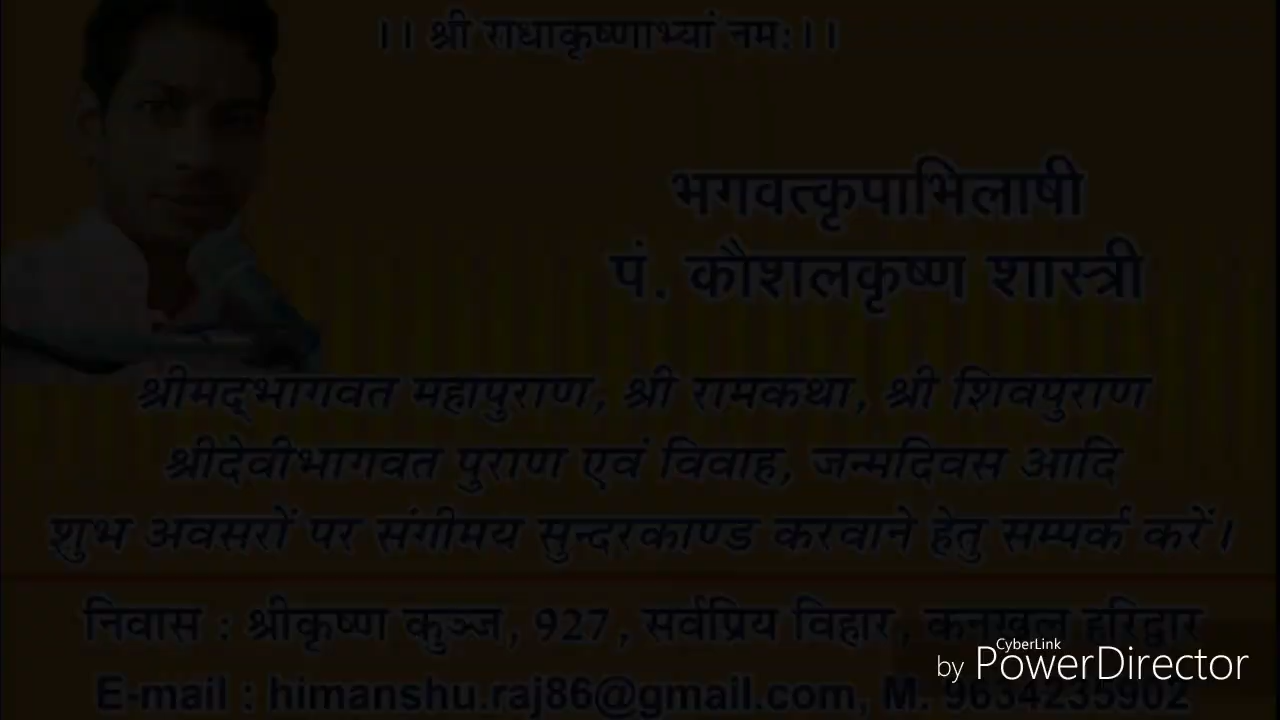 ।। श्री राधाकृष्णाभ्यां नमः ।।
भगवत्कृपाभिलाषी
पं. कौशलकृष्ण शास्त्री
श्रीमद्‌भागवत महापुराण, श्री रामकथा, श्री शिवपुराण
श्रीदेवीभागवत पुराण एवं विवाह, जन्मदिवस आदि
शुभ अवसरों पर संगीमय सुन्दरकाण्ड करवाने हेतु सम्पर्क करें।
निवास : श्रीकृष्ण कुञ्ज, 927, सर्वप्रिय विहार, कनखल हरिद्वार
E-mail : himanshu.raj86@gmail.com, M. 9634235902
by CyberLink PowerDirector